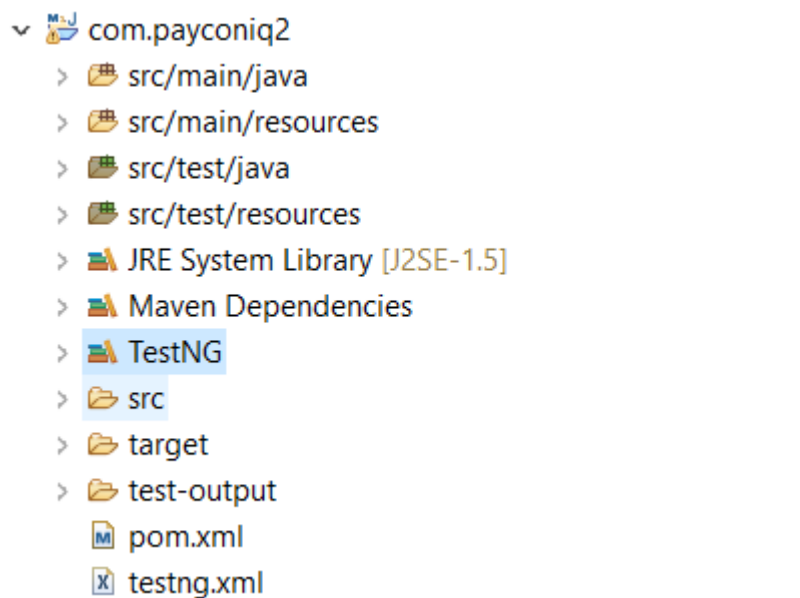 com.payconiq2
src/main/java
src/main/resources
src/test/java
src/test/resources
JRE System Library [J2SE-1.5]
Maven Dependencies
TestNG
src
target
test-output
pom.xml
testng.xml